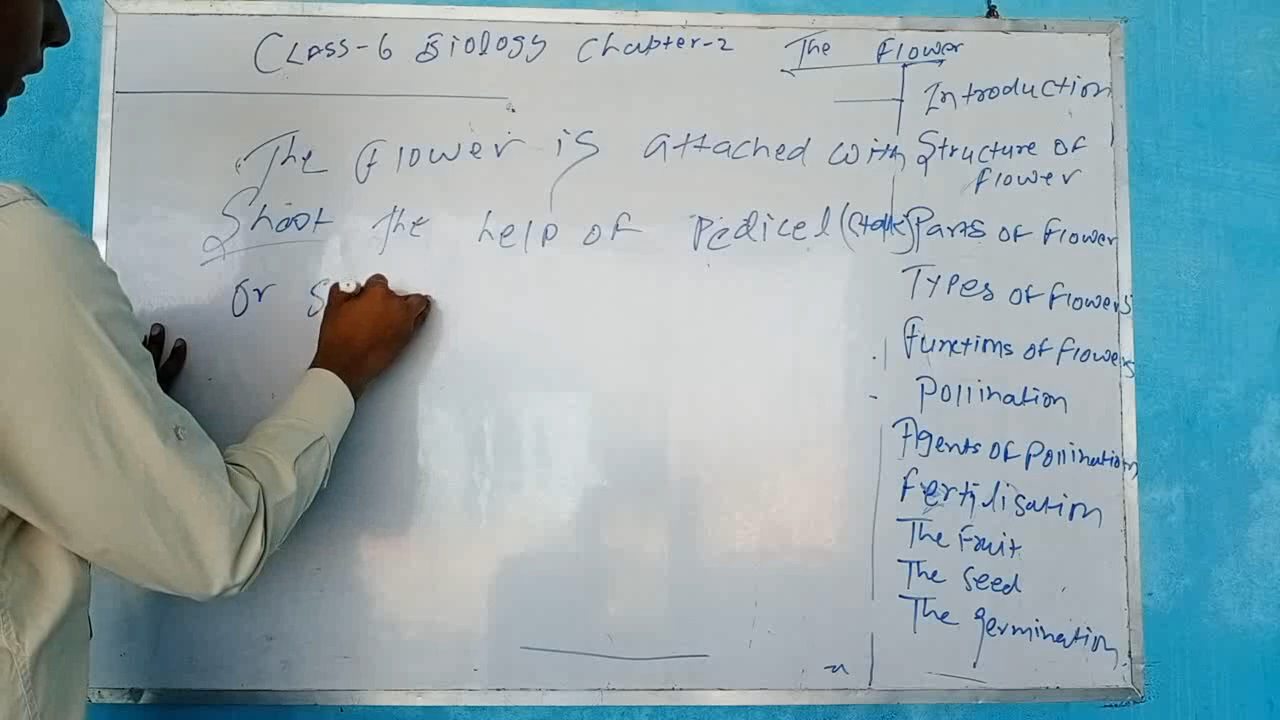 Class-6 Biology Chapter-2 The Flower
The flower is attached with
Shoot the help of Pedicel (Stalk)
or S
Introduction
Structure of
flower
Parts of flower
Types of flowers
Functions of flowers
Pollination
Agents of Pollination
Fertilisation
The Fruit
The Seed
The germination